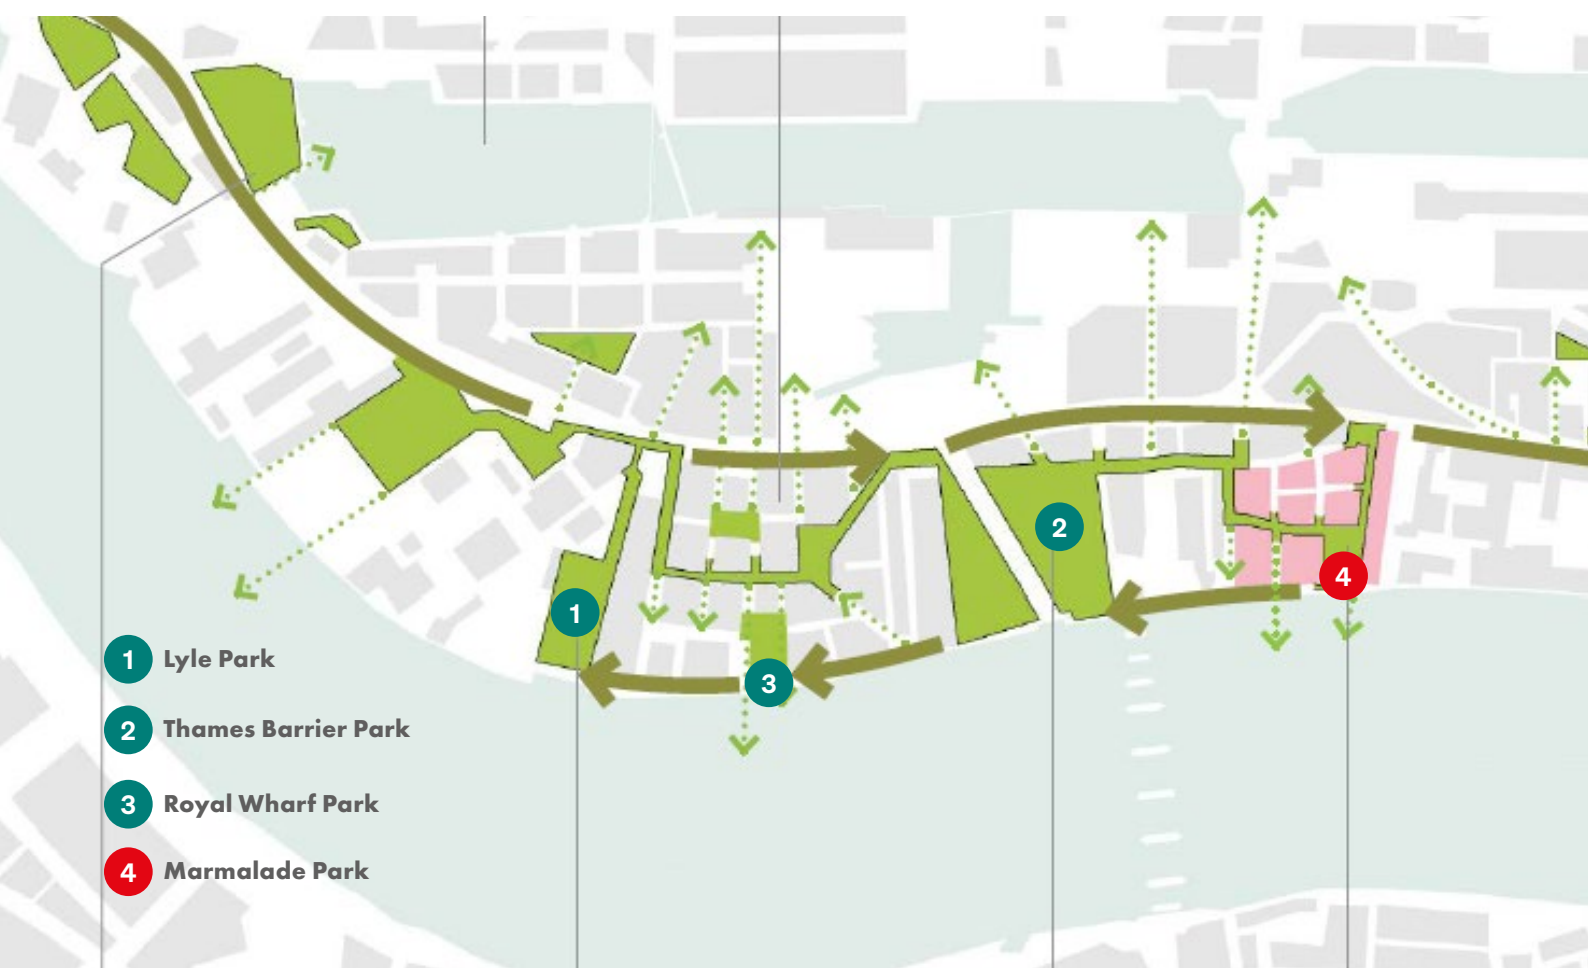 2
4
1
3
1 Lyle Park
2 Thames Barrier Park
3 Royal Wharf Park
4 Marmalade Park